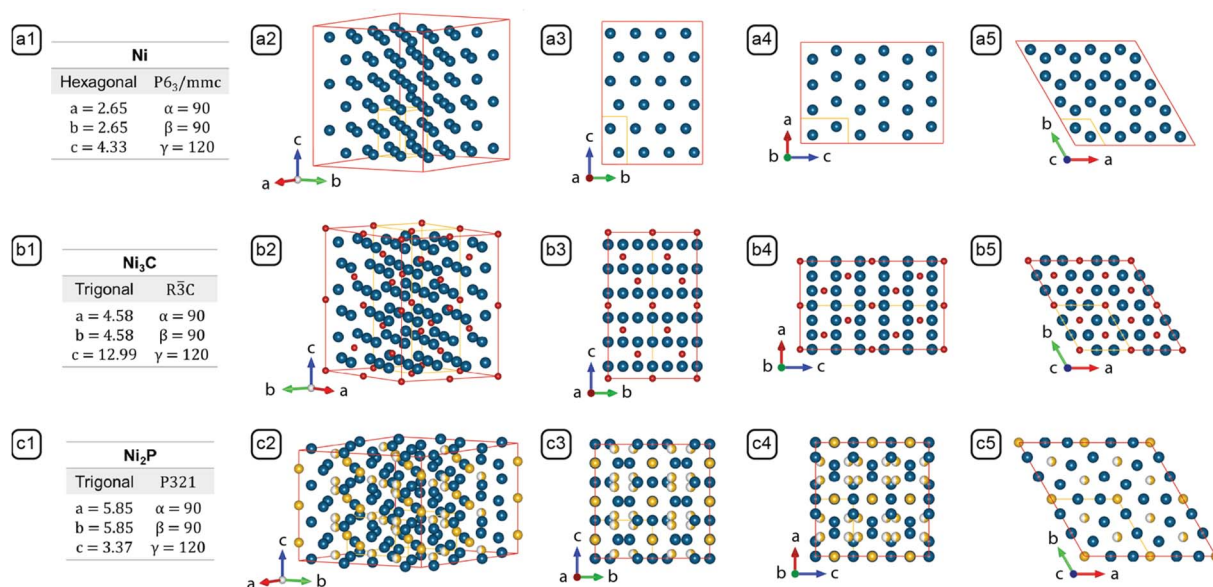 a1
Ni
Hexagonal P6₃/mmc
a = 2.65 α = 90
b = 2.65 β = 90
c = 4.33 γ = 120
a2
c
a b
a3
c
a b
a4
a
b c
a5
b
c a
b1
Ni₃C
Trigonal R3̅C
a = 4.58 α = 90
b = 4.58 β = 90
c = 12.99 γ = 120
b2
c
b a
b3
c
a b
b4
a
b c
b5
b
c a
c1
Ni₂P
Trigonal P321
a = 5.85 α = 90
b = 5.85 β = 90
c = 3.37 γ = 120
c2
c
a b
c3
c
a b
c4
a
b c
c5
b
c a